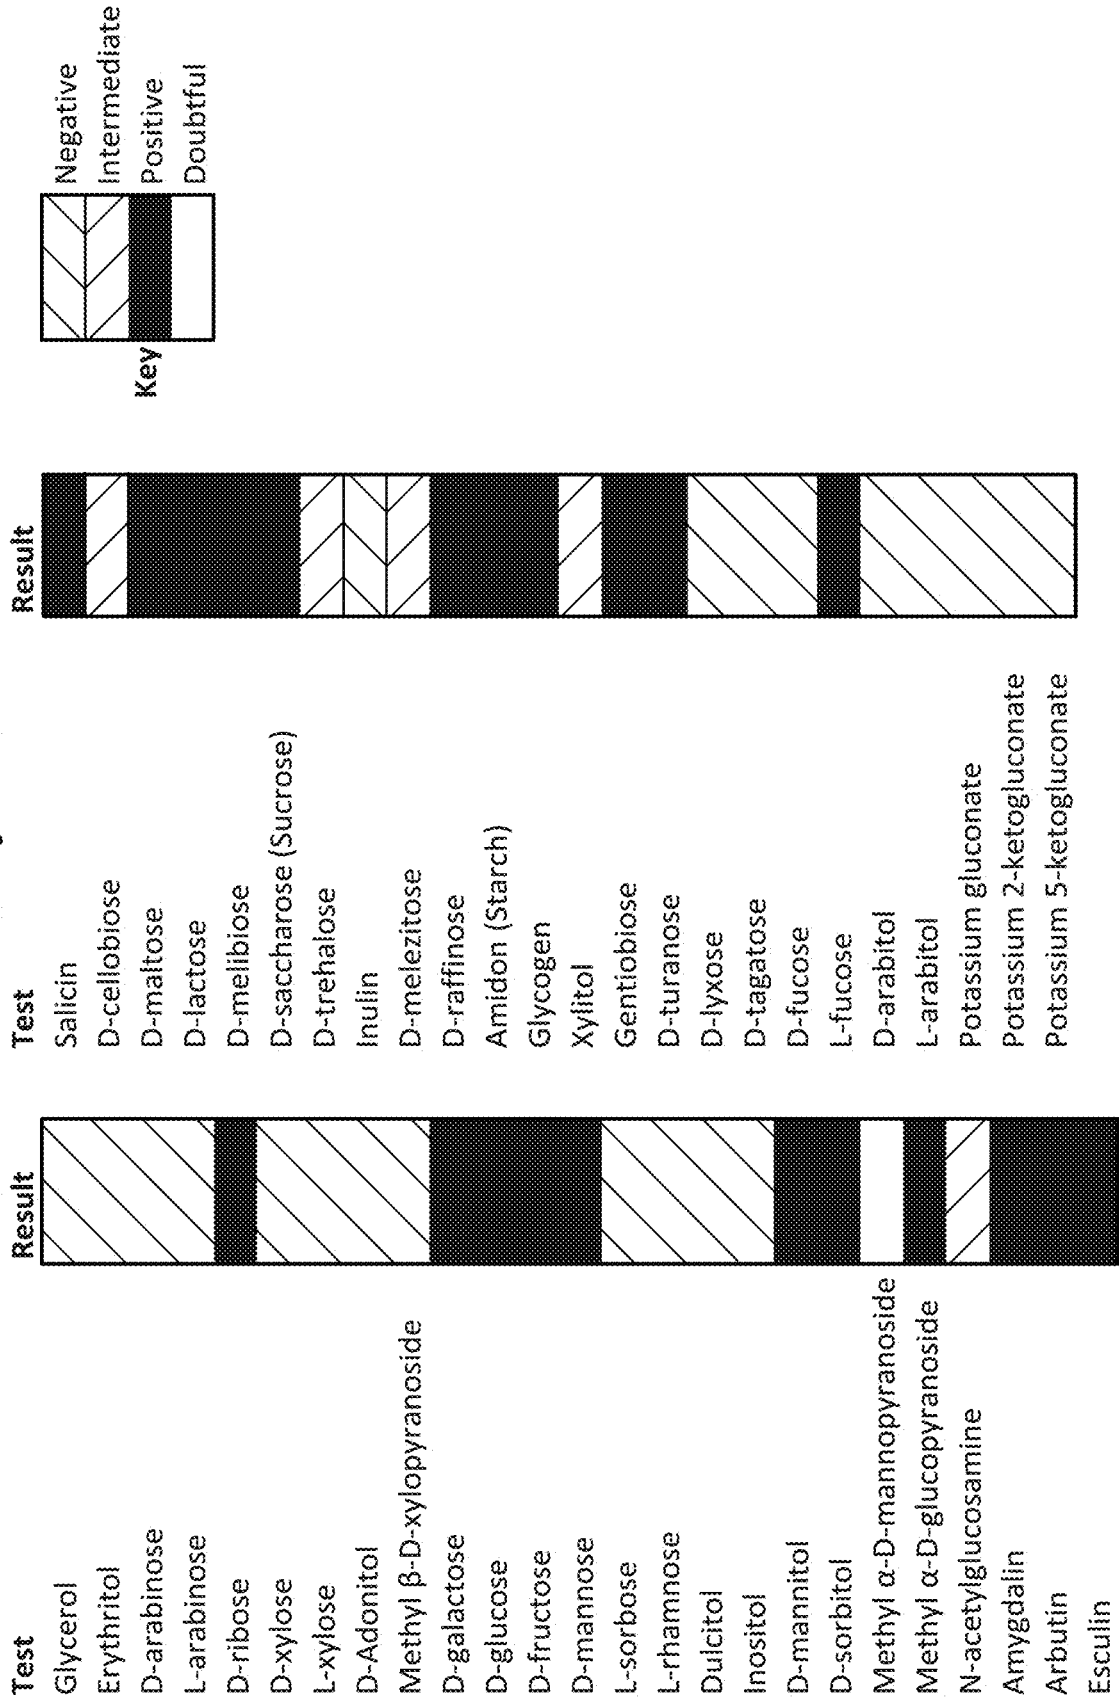 Test
Result
Glycerol
Erythritol
D-arabinose
L-arabinose
D-ribose
D-xylose
L-xylose
D-Adonitol
Methyl β-D-xylopyranoside
D-galactose
D-glucose
D-fructose
D-mannose
L-sorbose
L-rhamnose
Dulcitol
Inositol
D-mannitol
D-sorbitol
Methyl α-D-mannopyranoside
Methyl α-D-glucopyranoside
N-acetylglucosamine
Amygdalin
Arbutin
Esculin
Test
Result
Salicin
D-cellobiose
D-maltose
D-lactose
D-melibiose
D-saccharose (Sucrose)
D-trehalose
Inulin
D-melezitose
D-raffinose
Amidon (Starch)
Glycogen
Xylitol
Gentiobiose
D-turanose
D-lyxose
D-tagatose
D-fucose
L-fucose
D-arabitol
L-arabitol
Potassium gluconate
Potassium 2-ketogluconate
Potassium 5-ketogluconate
Key
Negative
Intermediate
Positive
Doubtful